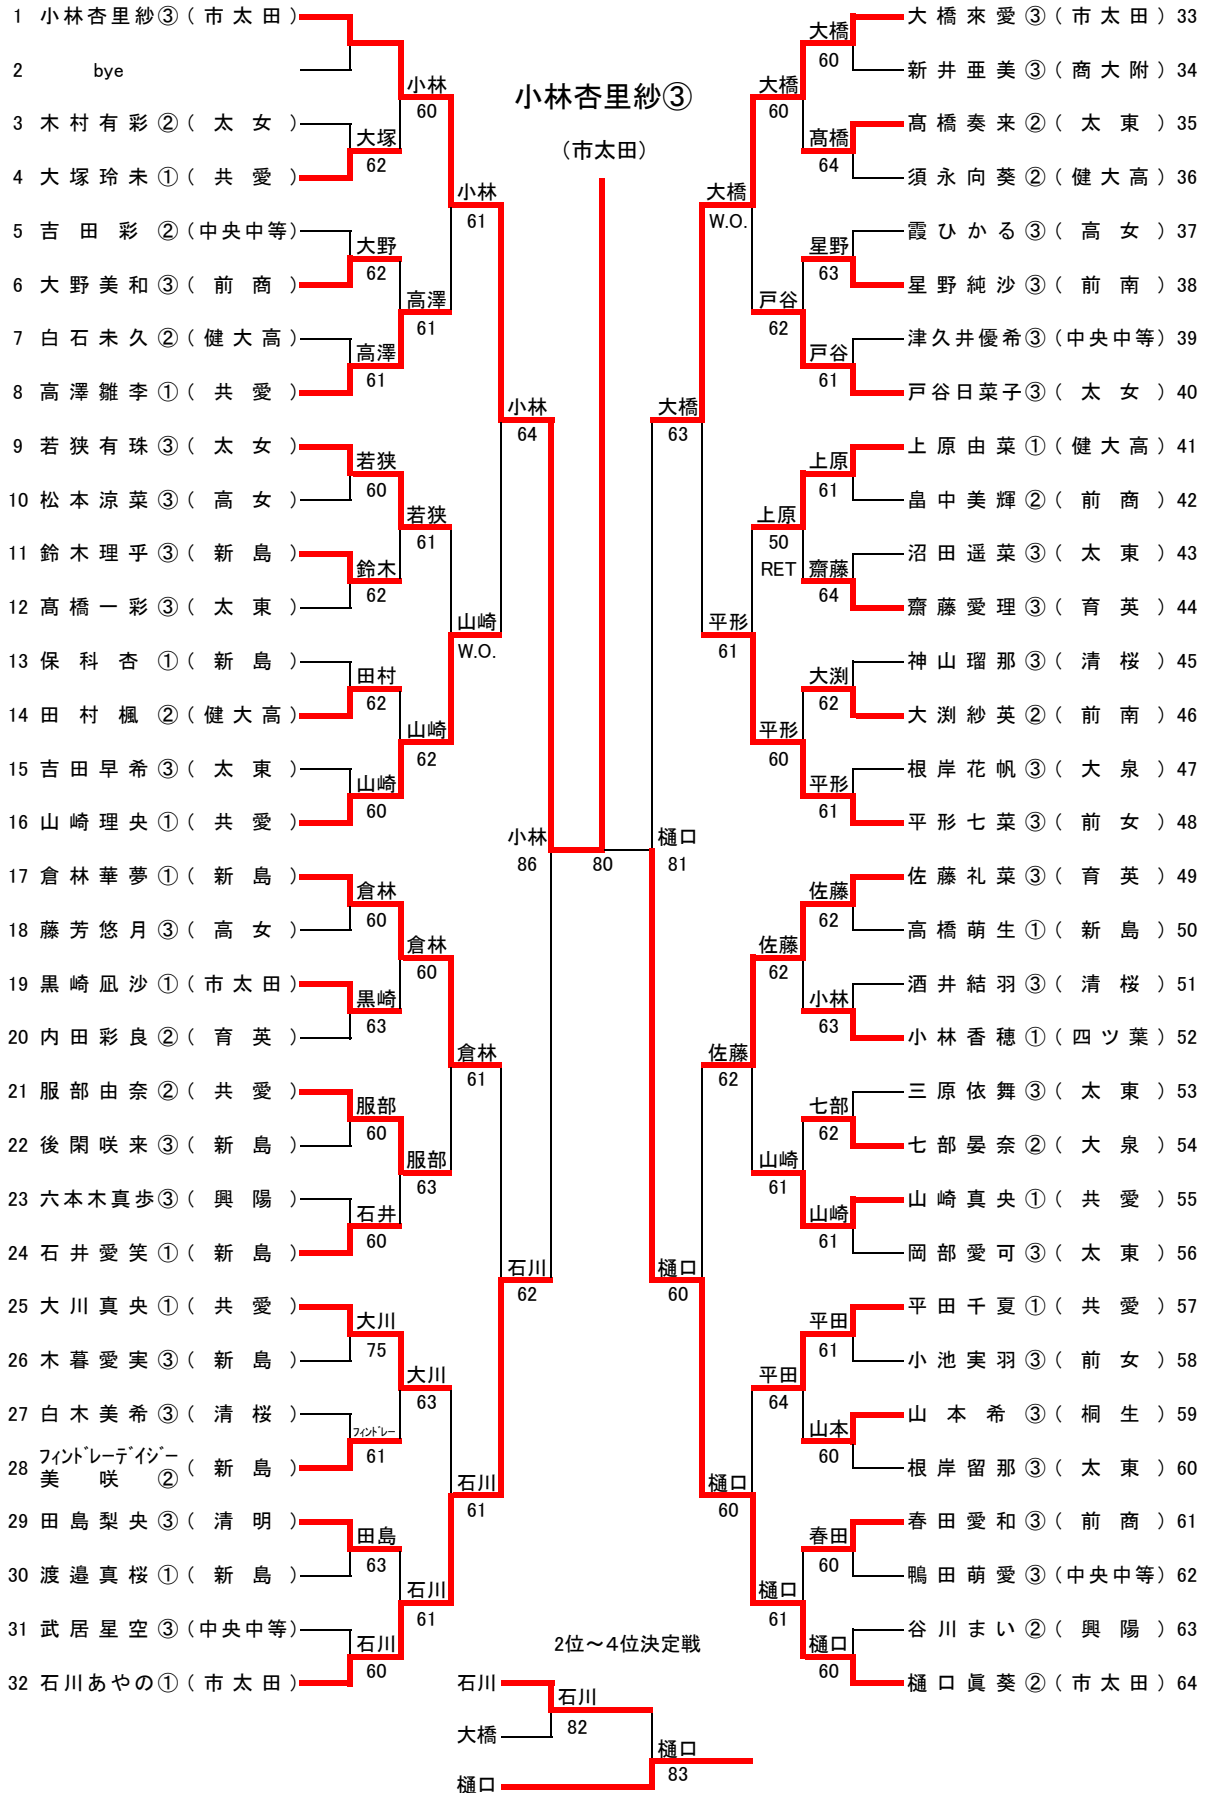 小林杏里紗③
(市太田)
1 小林杏里紗③(市太田)
2 bye
3 木村有彩②(太女)
4 大塚玲未①(共愛)
5 吉田彩②(中央中等)
6 大野美和③(前商)
7 白石未久②(健大高)
8 高澤雛李①(共愛)
9 若狭有珠③(太女)
10 松本涼菜③(高女)
11 鈴木理乎③(新島)
12 髙橋一彩③(太東)
13 保科杏①(新島)
14 田村楓②(健大高)
15 吉田早希③(太東)
16 山崎理央①(共愛)
17 倉林華夢①(新島)
18 藤芳悠月③(高女)
19 黒崎凪沙①(市太田)
20 内田彩良②(育英)
21 服部由奈②(共愛)
22 後閑咲来③(新島)
23 六本木真歩③(興陽)
24 石井愛笑①(新島)
25 大川真央①(共愛)
26 木暮愛実③(新島)
27 白木美希③(清桜)
28 フィンドレーデイジー美咲②(新島)
29 田島梨央③(清明)
30 渡邉真桜①(新島)
31 武居星空③(中央中等)
32 石川あやの①(市太田)
大塚
62
大野
62
高澤
61
若狭
60
鈴木
62
田村
62
山崎
60
倉林
60
黒崎
63
服部
60
石井
60
大川
75
フィンドレー
61
田島
63
石川
60
小林
60
高澤
61
若狭
61
山崎
62
倉林
60
服部
63
大川
63
石川
61
小林
61
山崎
W.O.
倉林
61
石川
61
小林
64
石川
62
小林
86
80
樋口
81
大橋
63
樋口
60
大橋
W.O.
平形
61
佐藤
62
樋口
60
大橋
60
戸谷
62
上原
50
RET
平形
60
佐藤
62
山崎
61
平田
64
樋口
61
大橋
60
髙橋
64
星野
63
戸谷
61
上原
61
齋藤
64
大渕
62
平形
61
佐藤
62
小林
63
七部
62
山崎
61
平田
61
山本
60
春田
60
樋口
60
大橋來愛③(市太田) 33
新井亜美③(商大附) 34
髙橋奏来②(太東) 35
須永向葵②(健大高) 36
霞ひかる③(高女) 37
星野純沙③(前南) 38
津久井優希③(中央中等) 39
戸谷日菜子③(太女) 40
上原由菜①(健大高) 41
畠中美輝②(前商) 42
沼田遥菜③(太東) 43
齋藤愛理③(育英) 44
神山瑠那③(清桜) 45
大渕紗英②(前南) 46
根岸花帆③(大泉) 47
平形七菜③(前女) 48
佐藤礼菜③(育英) 49
高橋萌生①(新島) 50
酒井結羽③(清桜) 51
小林香穂①(四ツ葉) 52
三原依舞③(太東) 53
七部晏奈②(大泉) 54
山崎真央①(共愛) 55
岡部愛可③(太東) 56
平田千夏①(共愛) 57
小池実羽③(前女) 58
山本希③(桐生) 59
根岸留那③(太東) 60
春田愛和③(前商) 61
鴨田萌愛③(中央中等) 62
谷川まい②(興陽) 63
樋口眞葵②(市太田) 64
2位～4位決定戦
石川
大橋
樋口
石川
82
樋口
83